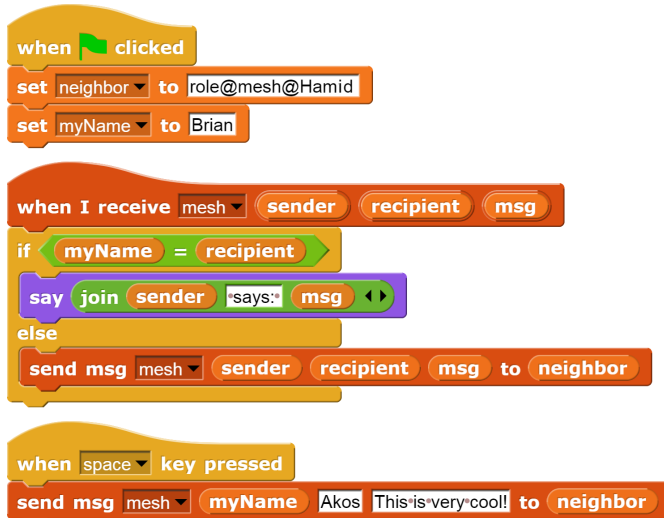 when clicked
set neighbor to role@mesh@Hamid
set myName to Brian
when I receive mesh sender recipient msg
if myName = recipient
say join sender says: msg
else
send msg mesh sender recipient msg to neighbor
when space key pressed
send msg mesh myName Akos This is very cool! to neighbor